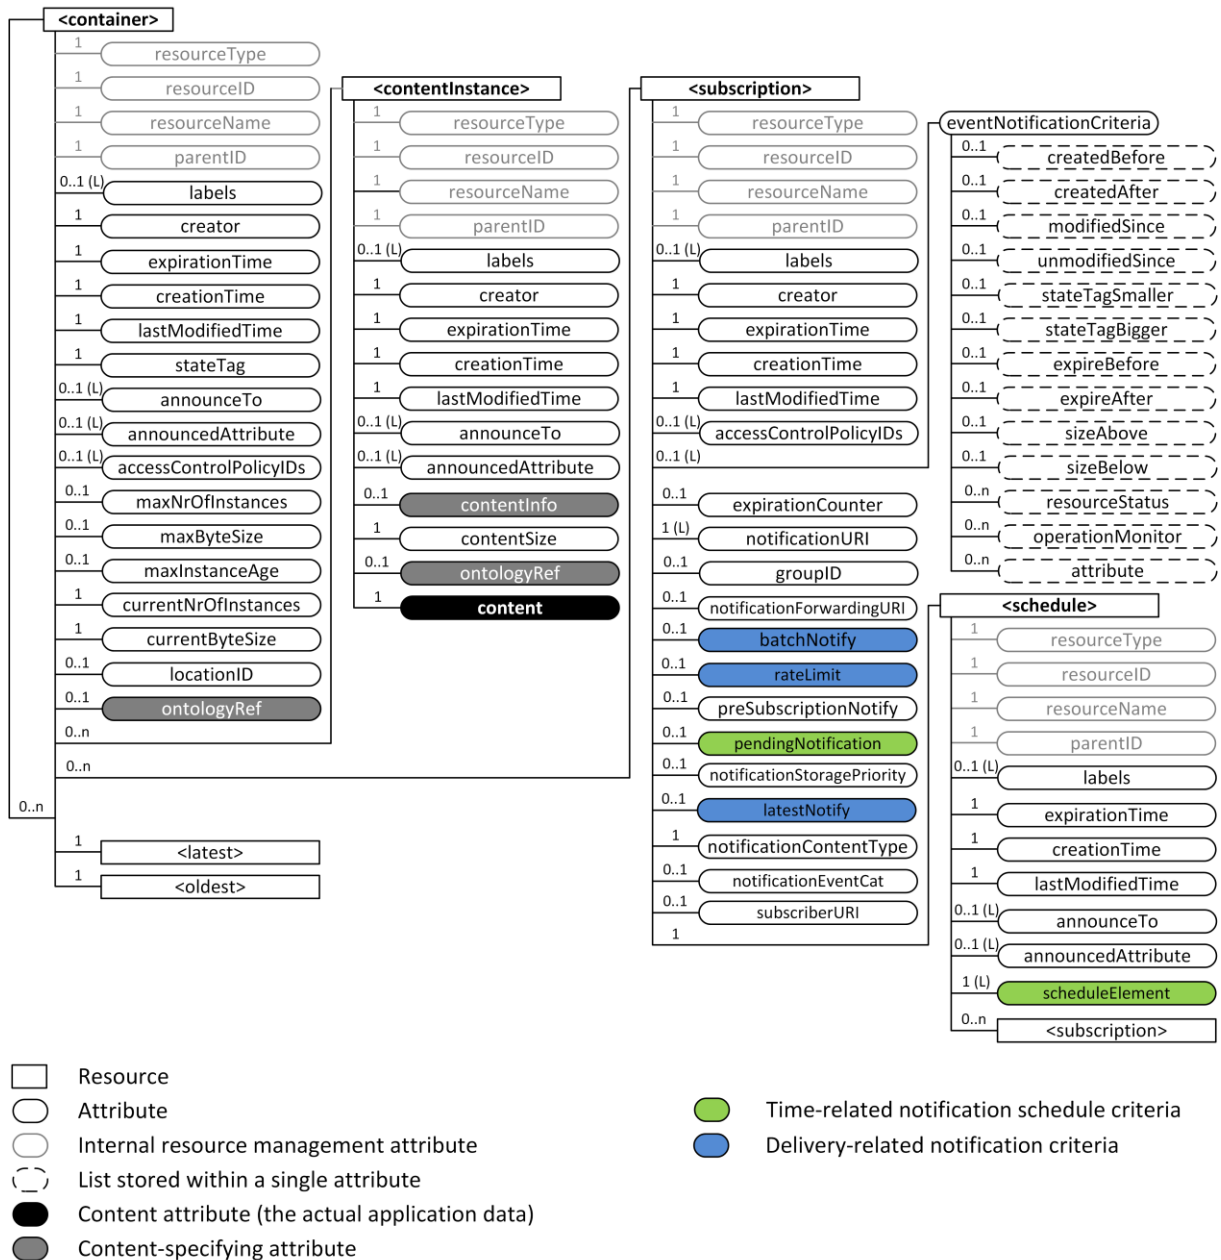 <container>
1
resourceType
1
resourceID
1
resourceName
1
parentID
0..1 (L)
labels
1
creator
1
expirationTime
1
creationTime
1
lastModifiedTime
1
stateTag
0..1 (L)
announceTo
0..1 (L)
announcedAttribute
0..1 (L)
accessControlPolicyIDs
0..1
maxNrOfInstances
0..1
maxByteSize
0..1
maxInstanceAge
1
currentNrOfInstances
1
currentByteSize
0..1
locationID
0..1
ontologyRef
0..n
0..n
0..n
1
<latest>
1
<oldest>
<contentInstance>
1
resourceType
1
resourceID
1
resourceName
1
parentID
0..1 (L)
labels
1
creator
1
expirationTime
1
creationTime
1
lastModifiedTime
0..1 (L)
announceTo
0..1 (L)
announcedAttribute
0..1
contentInfo
1
contentSize
0..1
ontologyRef
1
content
<subscription>
1
resourceType
1
resourceID
1
resourceName
1
parentID
0..1 (L)
labels
1
creator
1
expirationTime
1
creationTime
1
lastModifiedTime
0..1 (L)
accessControlPolicyIDs
0..1 (L)
0..1
expirationCounter
1 (L)
notificationURI
0..1
groupID
0..1
notificationForwardingURI
0..1
batchNotify
0..1
rateLimit
0..1
preSubscriptionNotify
0..1
pendingNotification
0..1
notificationStoragePriority
0..1
latestNotify
1
notificationContentType
0..1
notificationEventCat
0..1
subscriberURI
1
eventNotificationCriteria
0..1
createdBefore
0..1
createdAfter
0..1
modifiedSince
0..1
unmodifiedSince
0..1
stateTagSmaller
0..1
stateTagBigger
0..1
expireBefore
0..1
expireAfter
0..1
sizeAbove
0..1
sizeBelow
0..n
resourceStatus
0..n
operationMonitor
0..n
attribute
<schedule>
1
resourceType
1
resourceID
1
resourceName
1
parentID
0..1 (L)
labels
1
expirationTime
1
creationTime
1
lastModifiedTime
0..1 (L)
announceTo
0..1 (L)
announcedAttribute
1 (L)
scheduleElement
0..n
<subscription>
Resource
Attribute
Internal resource management attribute
List stored within a single attribute
Content attribute (the actual application data)
Content-specifying attribute
Time-related notification schedule criteria
Delivery-related notification criteria